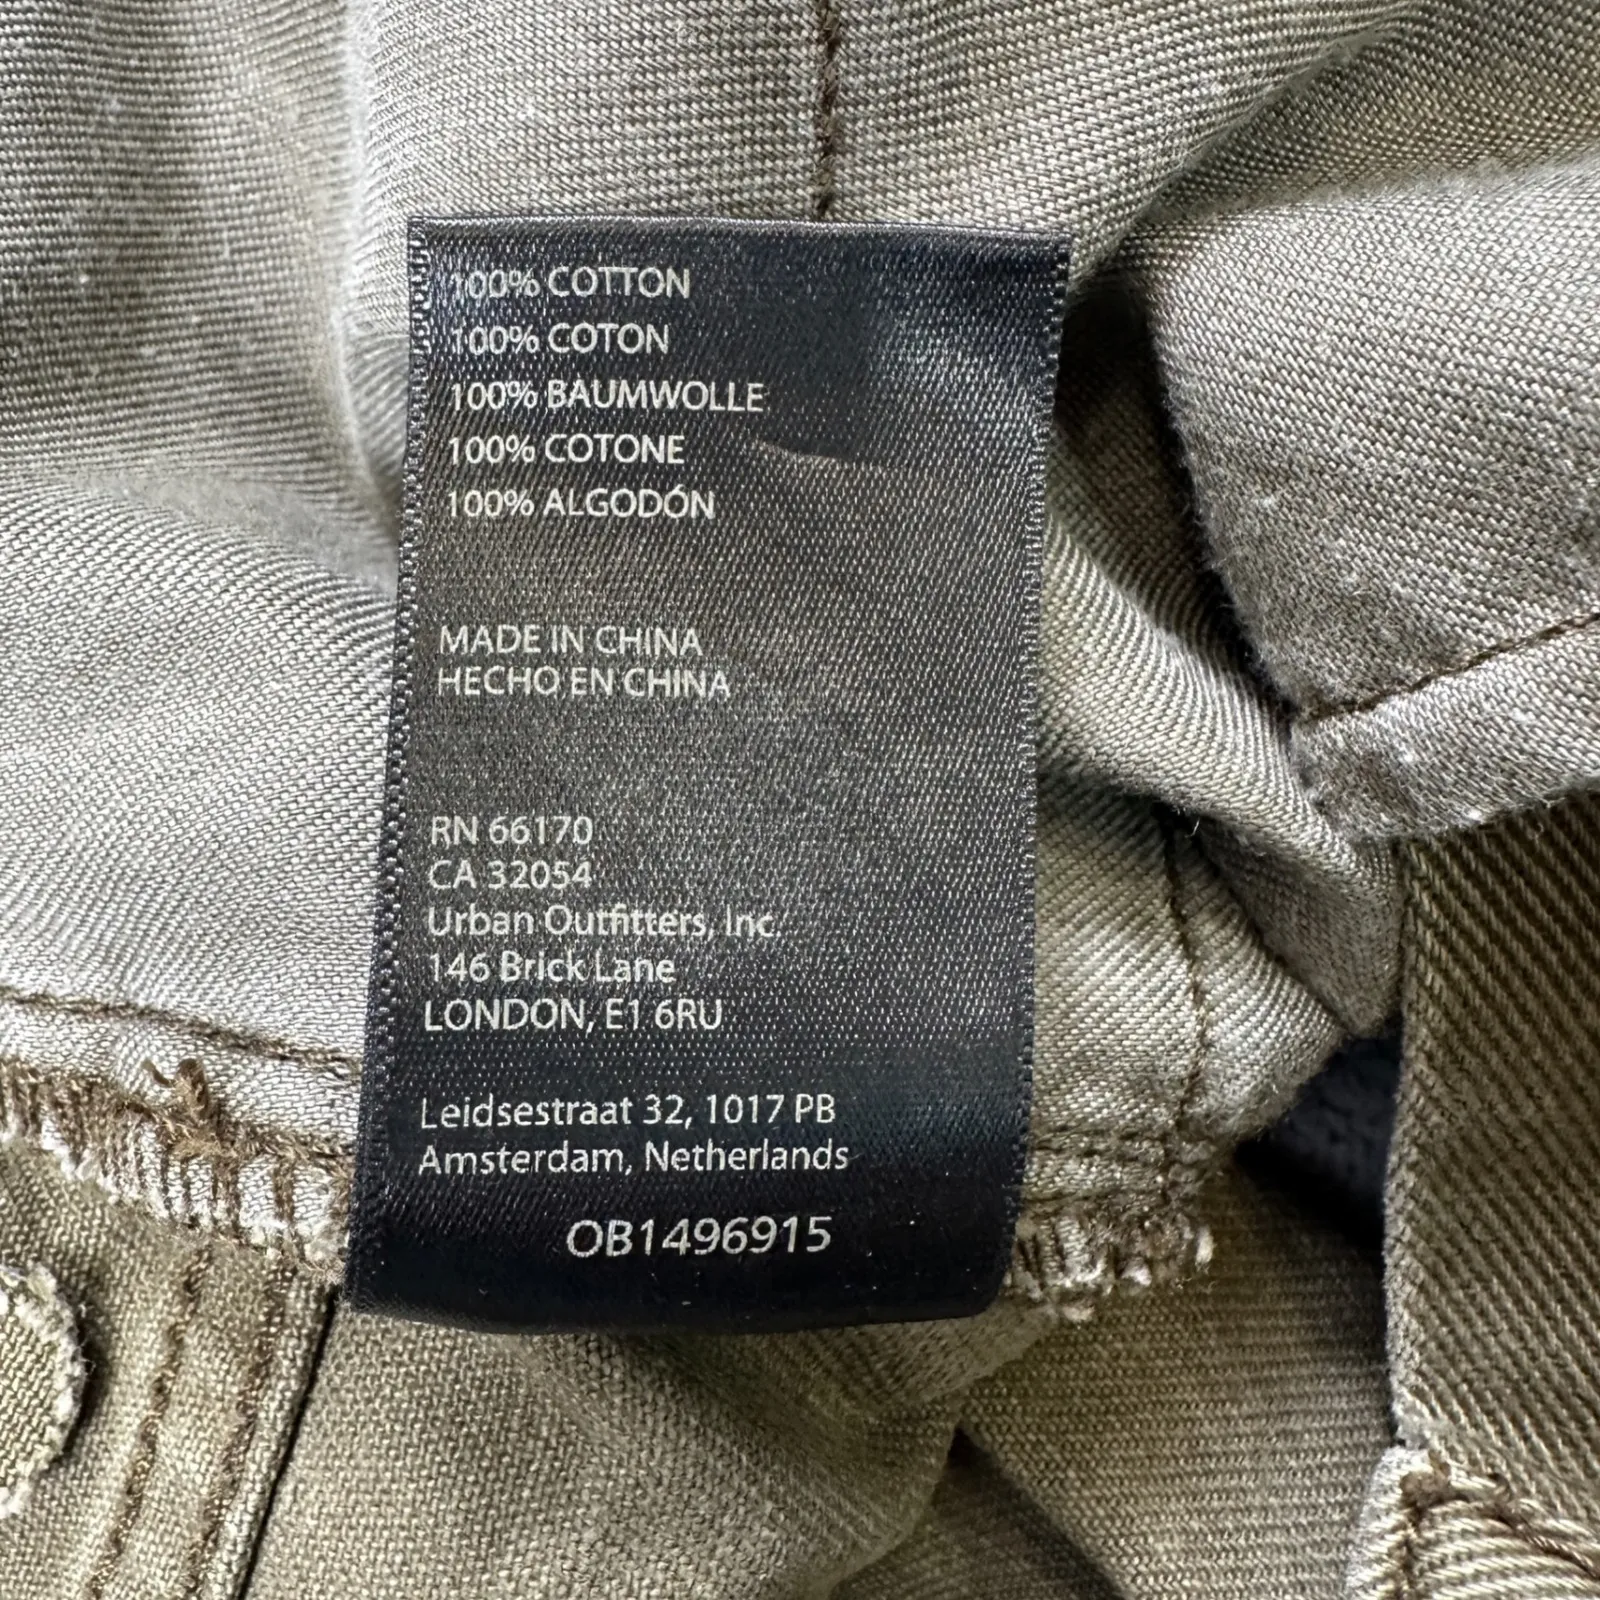 100% COTTON
100% COTON
100% BAUMWOLLE
100% COTONE
100% ALGODÓN
MADE IN CHINA
HECHO EN CHINA
RN 66170
CA 32054
Urban Outfitters, Inc.
146 Brick Lane
LONDON, E1 6RU
Leidsestraat 32, 1017 PB
Amsterdam, Netherlands
OB1496915